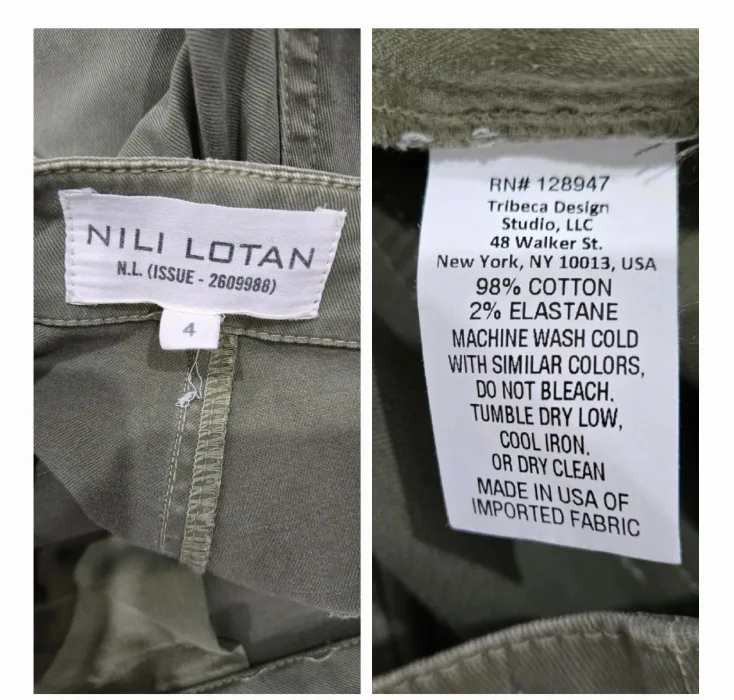 NILI LOTAN
N.L. (ISSUE - 2609988)
4
RN# 128947
Tribeca Design
Studio, LLC
48 Walker St.
New York, NY 10013, USA
98% COTTON
2% ELASTANE
MACHINE WASH COLD
WITH SIMILAR COLORS,
DO NOT BLEACH.
TUMBLE DRY LOW,
COOL IRON.
OR DRY CLEAN
MADE IN USA OF
IMPORTED FABRIC